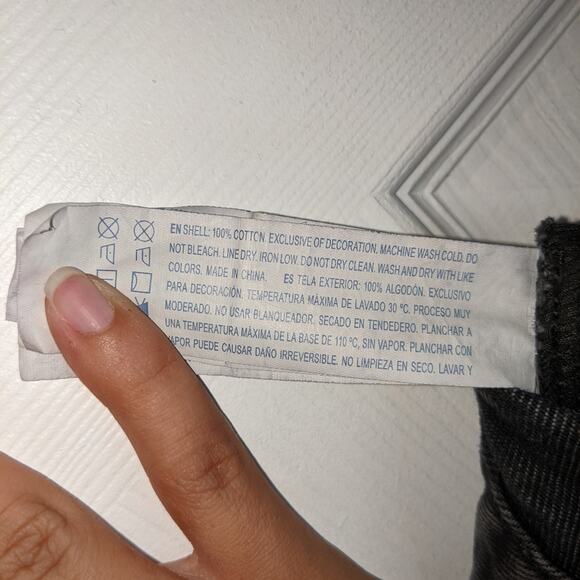 EN SHELL: 100% COTTON. EXCLUSIVE OF DECORATION. MACHINE WASH COLD. DO
NOT BLEACH. LINE DRY. IRON LOW. DO NOT DRY CLEAN. WASH AND DRY WITH LIKE
COLORS. MADE IN CHINA. ES TELA EXTERIOR: 100% ALGODÓN. EXCLUSIVO
PARA DECORACIÓN. TEMPERATURA MÁXIMA DE LAVADO 30 ºC. PROCESO MUY
MODERADO. NO USAR BLANQUEADOR. SECADO EN TENDEDERO. PLANCHAR A
UNA TEMPERATURA MÁXIMA DE LA BASE DE 110 ºC, SIN VAPOR. PLANCHAR CON
VAPOR PUEDE CAUSAR DAÑO IRREVERSIBLE. NO LIMPIEZA EN SECO. LAVAR Y